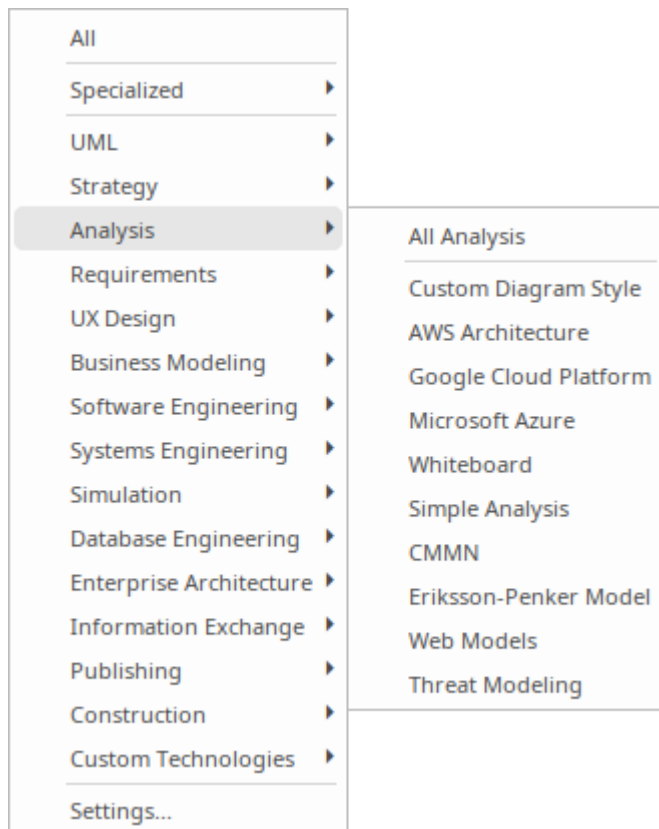 All
Specialized
UML
Strategy
Analysis
Requirements
UX Design
Business Modeling
Software Engineering
Systems Engineering
Simulation
Database Engineering
Enterprise Architecture
Information Exchange
Publishing
Construction
Custom Technologies
Settings...
All Analysis
Custom Diagram Style
AWS Architecture
Google Cloud Platform
Microsoft Azure
Whiteboard
Simple Analysis
CMMN
Eriksson-Penker Model
Web Models
Threat Modeling